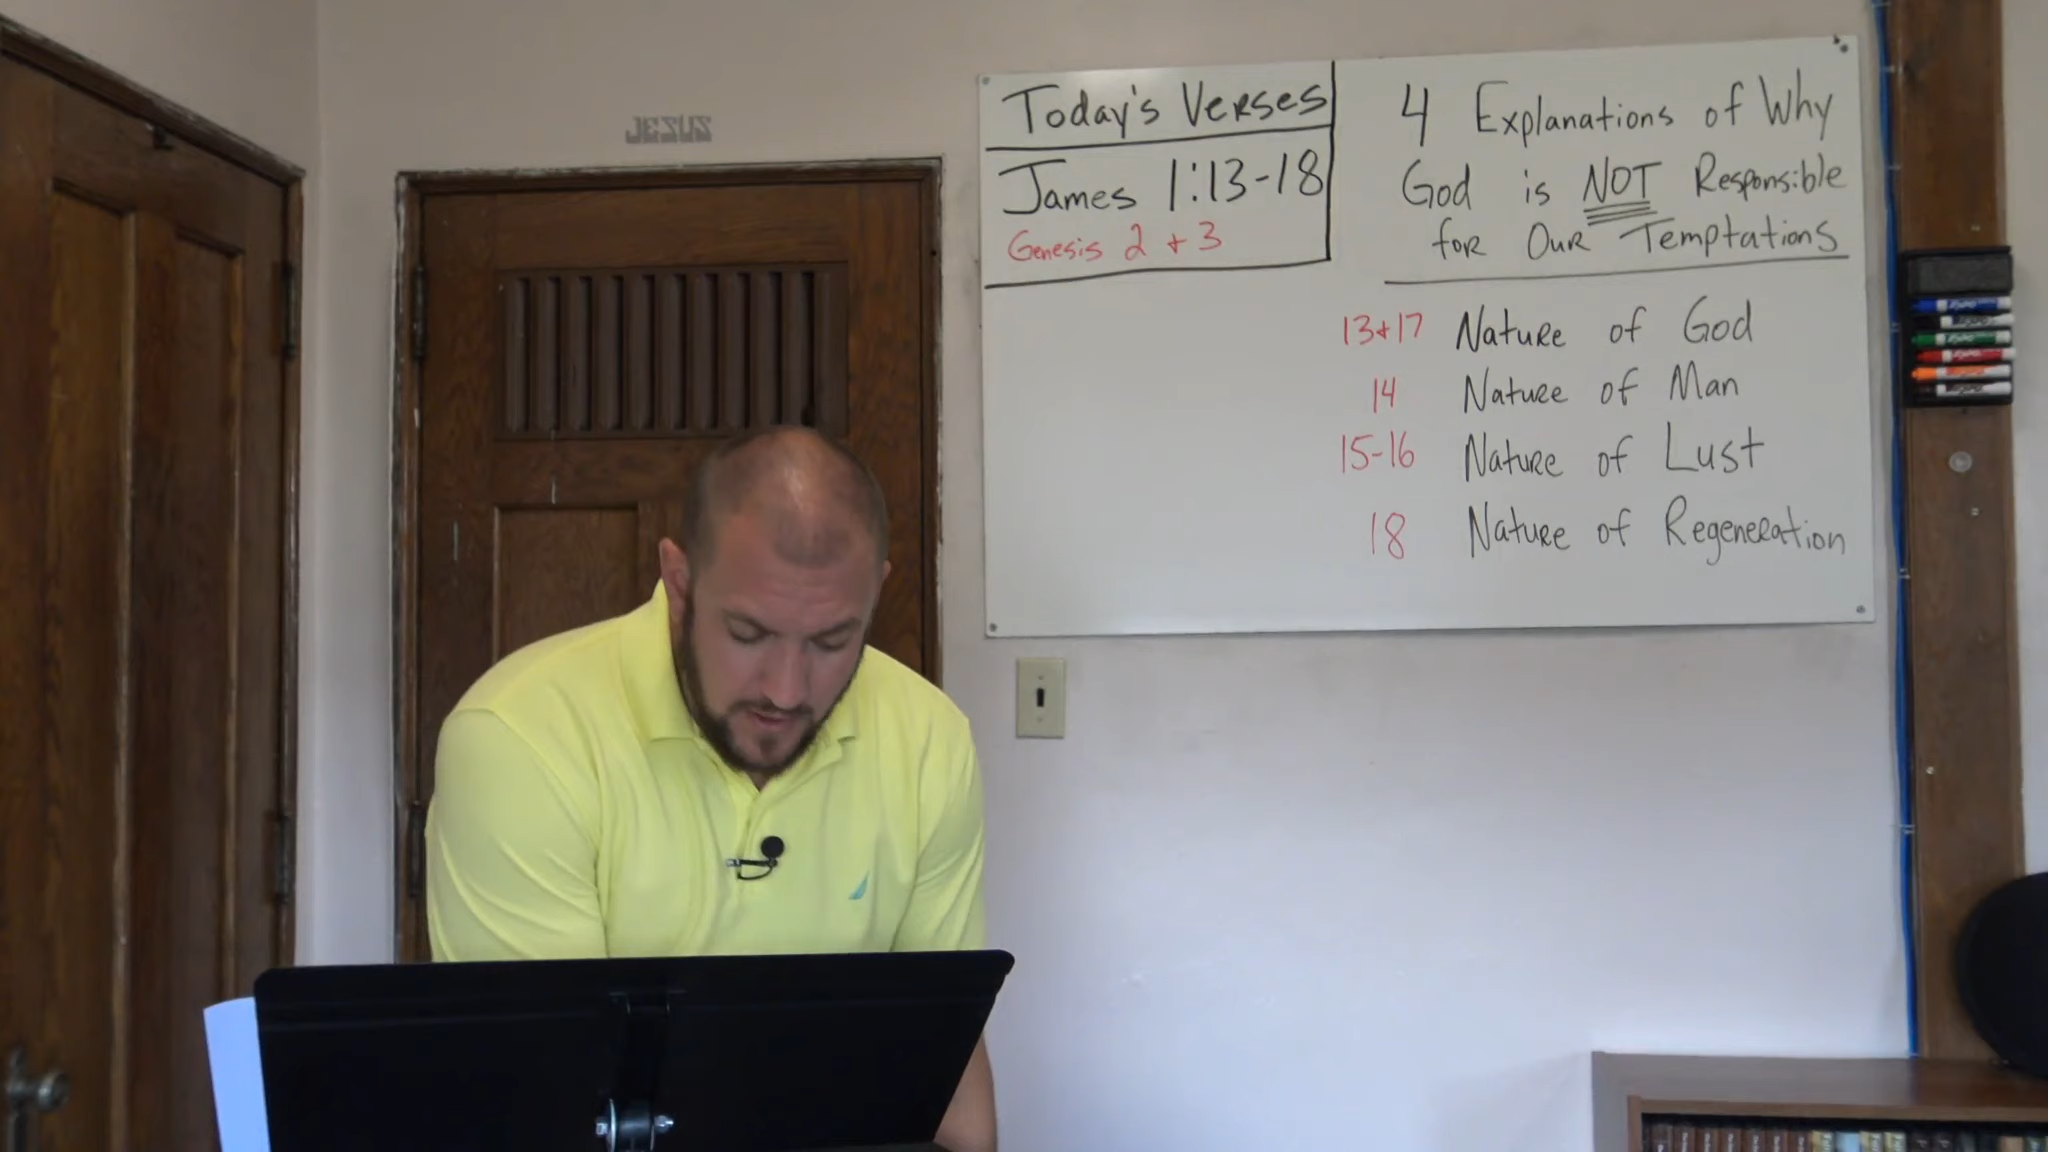 JESUS
Today's Verses
James 1:13-18
Genesis 2 + 3
4 Explanations of Why
God is NOT Responsible
for Our Temptations
13+17 Nature of God
14 Nature of Man
15-16 Nature of Lust
18 Nature of Regeneration